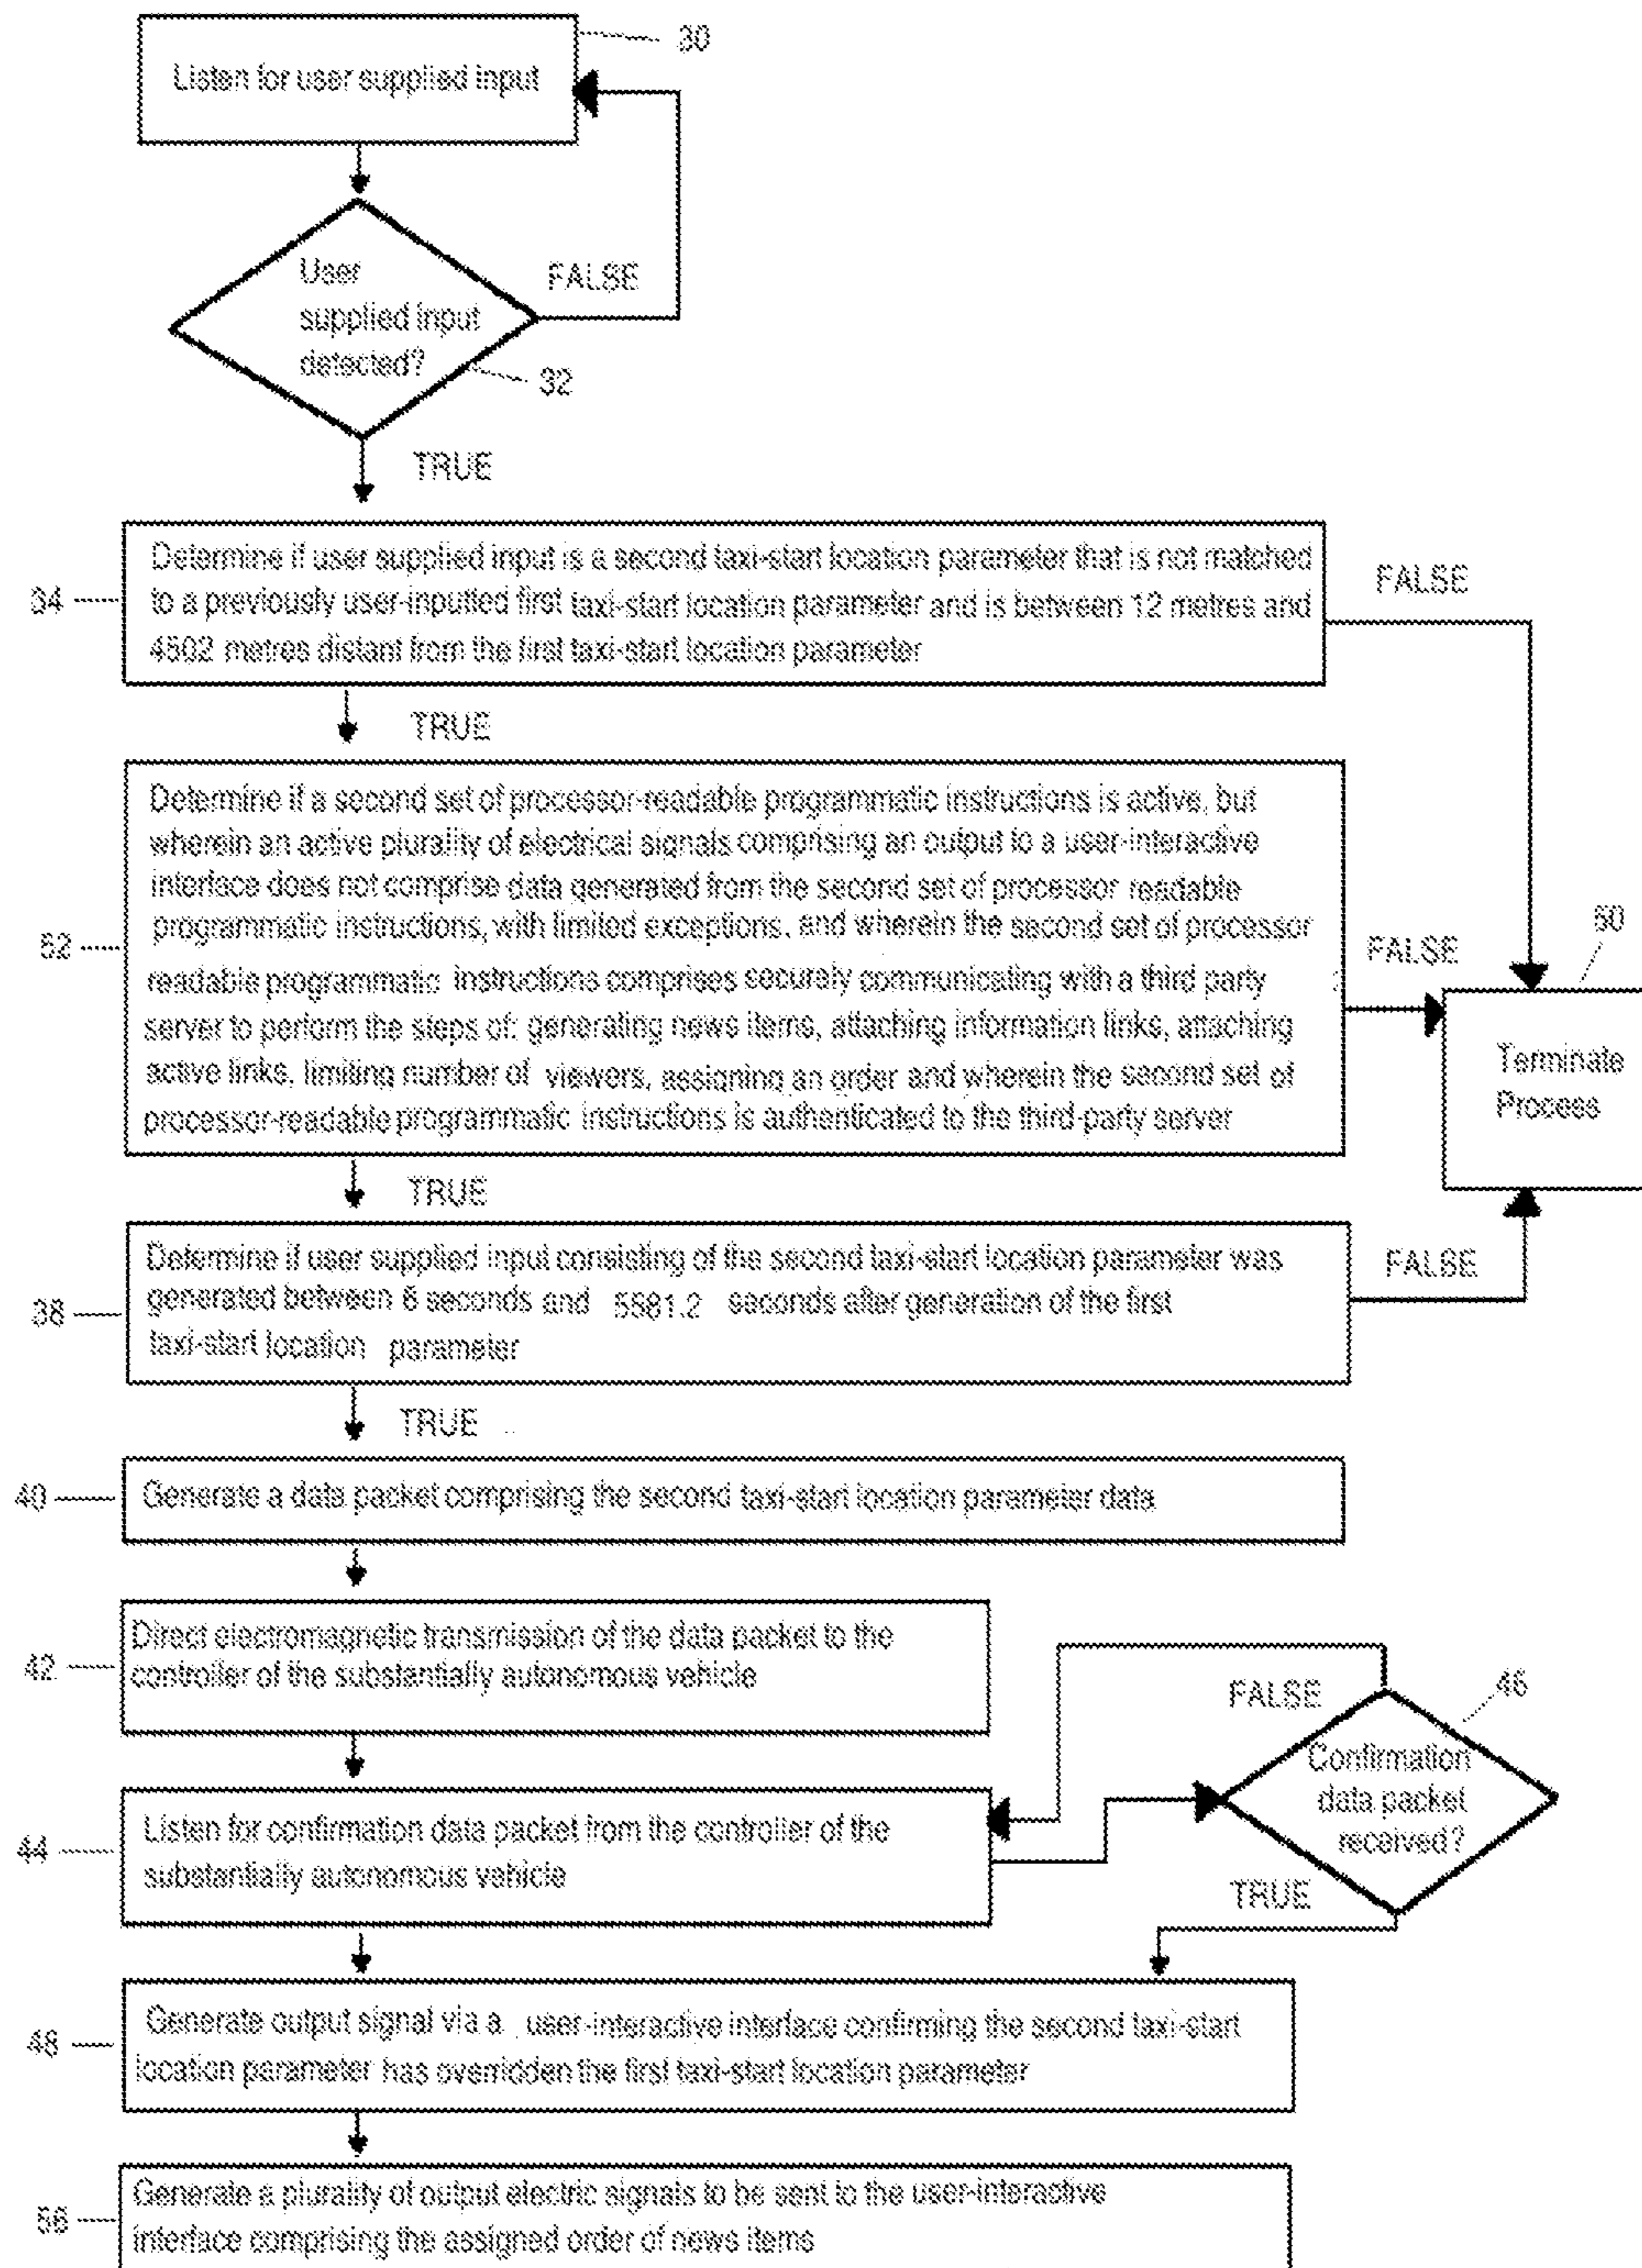 Listen for user supplied input
30
User
supplied input
detected?
FALSE
32
TRUE
34
Determine if user supplied input is a second taxi-start location parameter that is not matched
to a previously user-inputted first taxi-start location parameter and is between 12 metres and
4502 metres distant from the first taxi-start location parameter
FALSE
TRUE
52
Determine if a second set of processor-readable programmatic instructions is active, but
wherein an active plurality of electrical signals comprising an output to a user-interactive
interface does not comprise data generated from the second set of processor readable
programmatic instructions, with limited exceptions, and wherein the second set of processor
readable programmatic instructions comprises securely communicating with a third party
server to perform the steps of: generating news items, attaching information links, attaching
active links, limiting number of viewers, assigning an order and wherein the second set of
processor-readable programmatic instructions is authenticated to the third-party server
FALSE
50
Terminate
Process
TRUE
38
Determine if user supplied input consisting of the second taxi-start location parameter was
generated between 6 seconds and 5581.2 seconds after generation of the first
taxi-start location parameter
FALSE
TRUE
40
Generate a data packet comprising the second taxi-start location parameter data
42
Direct electromagnetic transmission of the data packet to the
controller of the substantially autonomous vehicle
44
Listen for confirmation data packet from the controller of the
substantially autonomous vehicle
FALSE
46
Confirmation
data packet
received?
TRUE
48
Generate output signal via a user-interactive interface confirming the second taxi-start
location parameter has overridden the first taxi-start location parameter
56
Generate a plurality of output electric signals to be sent to the user-interactive
interface comprising the assigned order of news items